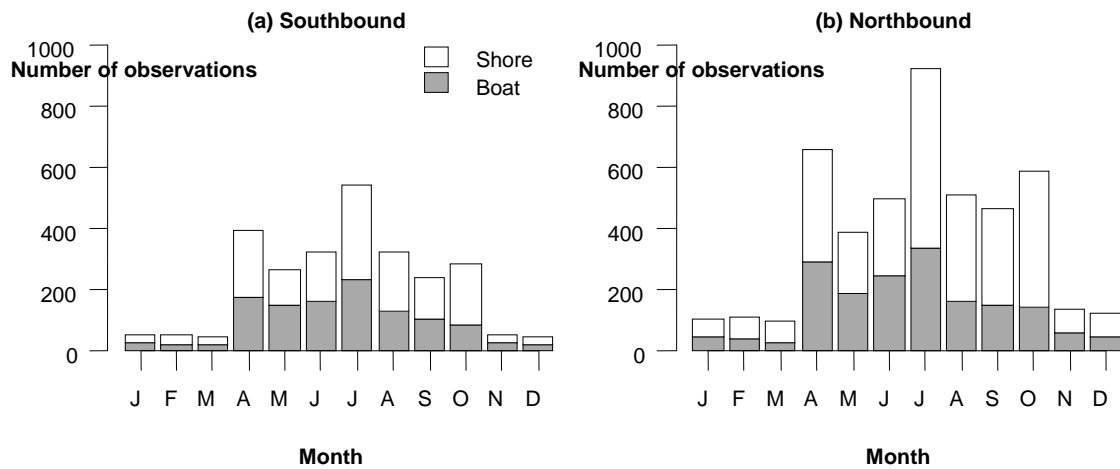 (a) Southbound
Number of observations
1000
800
600
400
200
0
Shore
Boat
J F M A M J J A S O N D
Month
(b) Northbound
Number of observations
1000
800
600
400
200
0
J F M A M J J A S O N D
Month